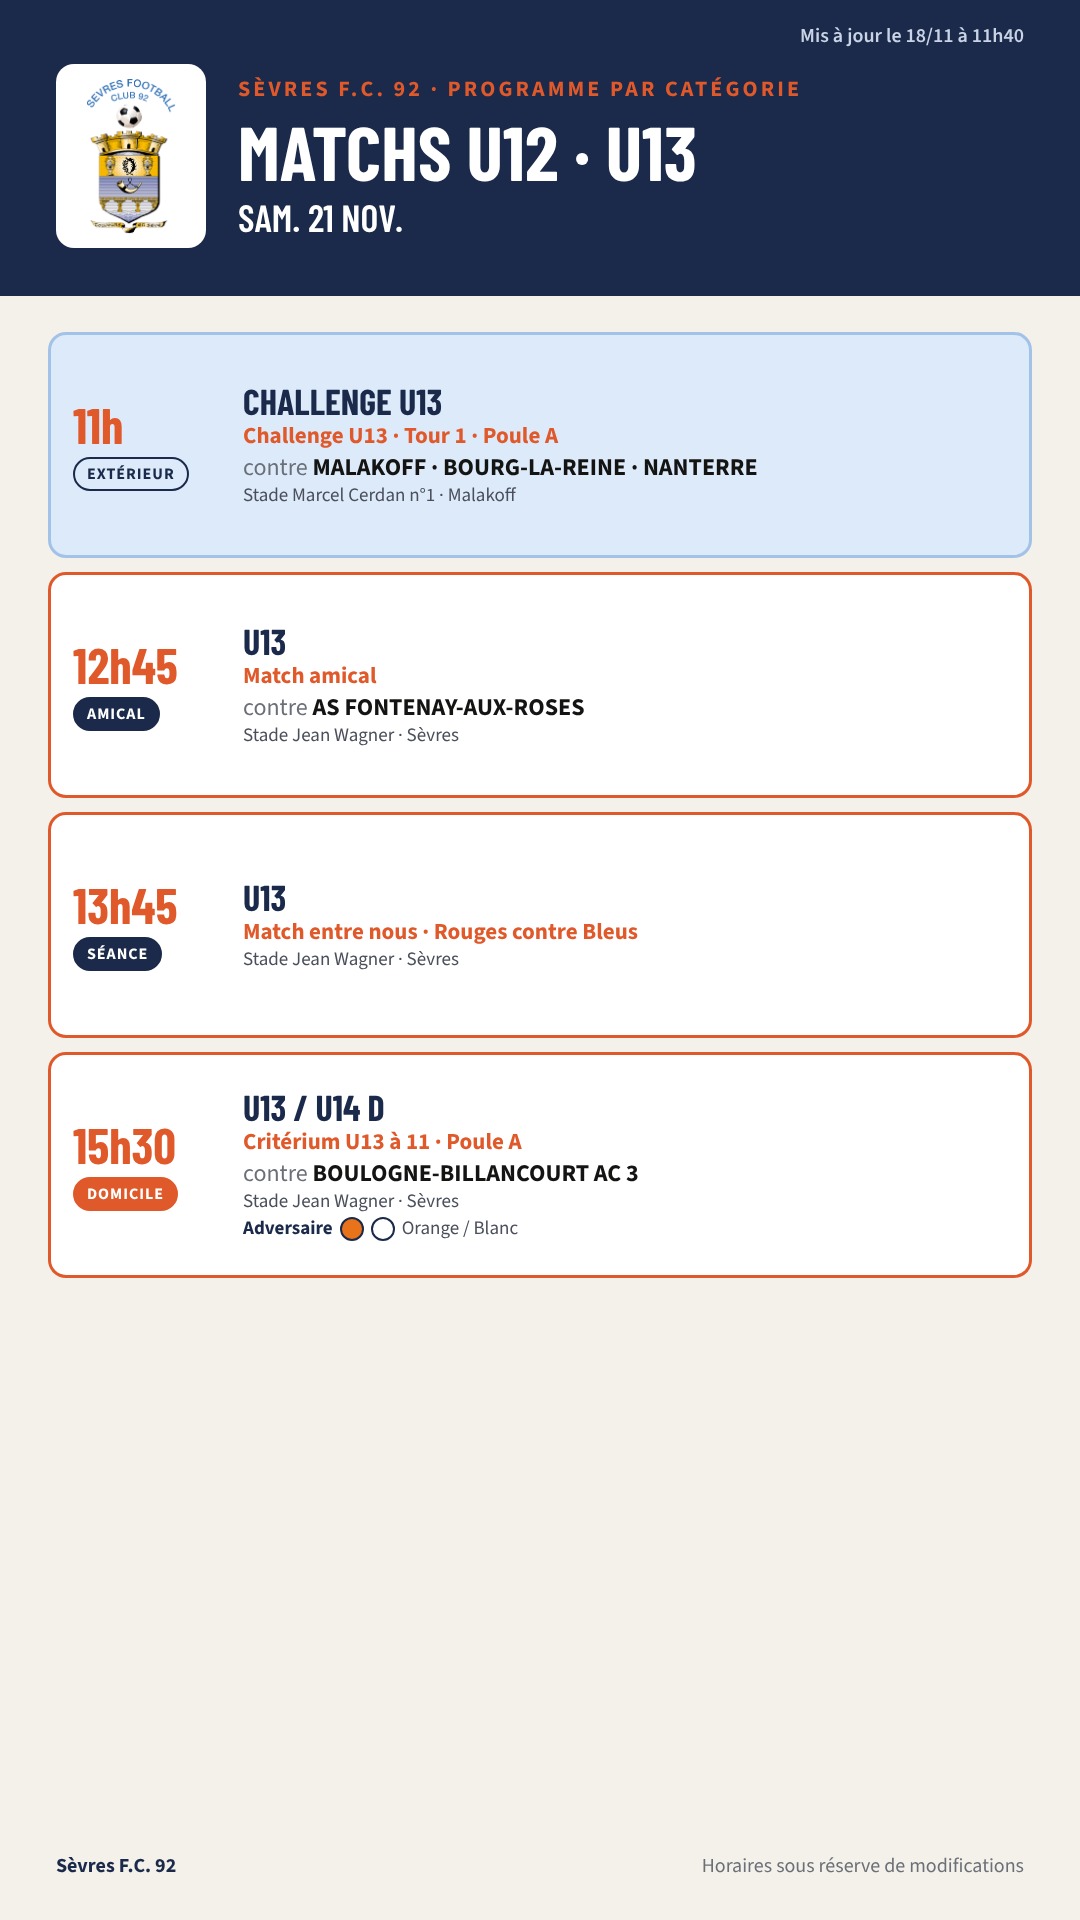 Mis à jour le 18/11 à 11h40
SEVRES FOOTBALL
CLUB 92
SÈVRES F.C. 92 · PROGRAMME PAR CATÉGORIE
MATCHS U12 · U13
SAM. 21 NOV.
11h
EXTÉRIEUR
CHALLENGE U13
Challenge U13 · Tour 1 · Poule A
contre MALAKOFF · BOURG-LA-REINE · NANTERRE
Stade Marcel Cerdan n°1 · Malakoff
12h45
AMICAL
U13
Match amical
contre AS FONTENAY-AUX-ROSES
Stade Jean Wagner · Sèvres
13h45
SÉANCE
U13
Match entre nous · Rouges contre Bleus
Stade Jean Wagner · Sèvres
15h30
DOMICILE
U13 / U14 D
Critérium U13 à 11 · Poule A
contre BOULOGNE-BILLANCOURT AC 3
Stade Jean Wagner · Sèvres
Adversaire Orange / Blanc
Sèvres F.C. 92
Horaires sous réserve de modifications